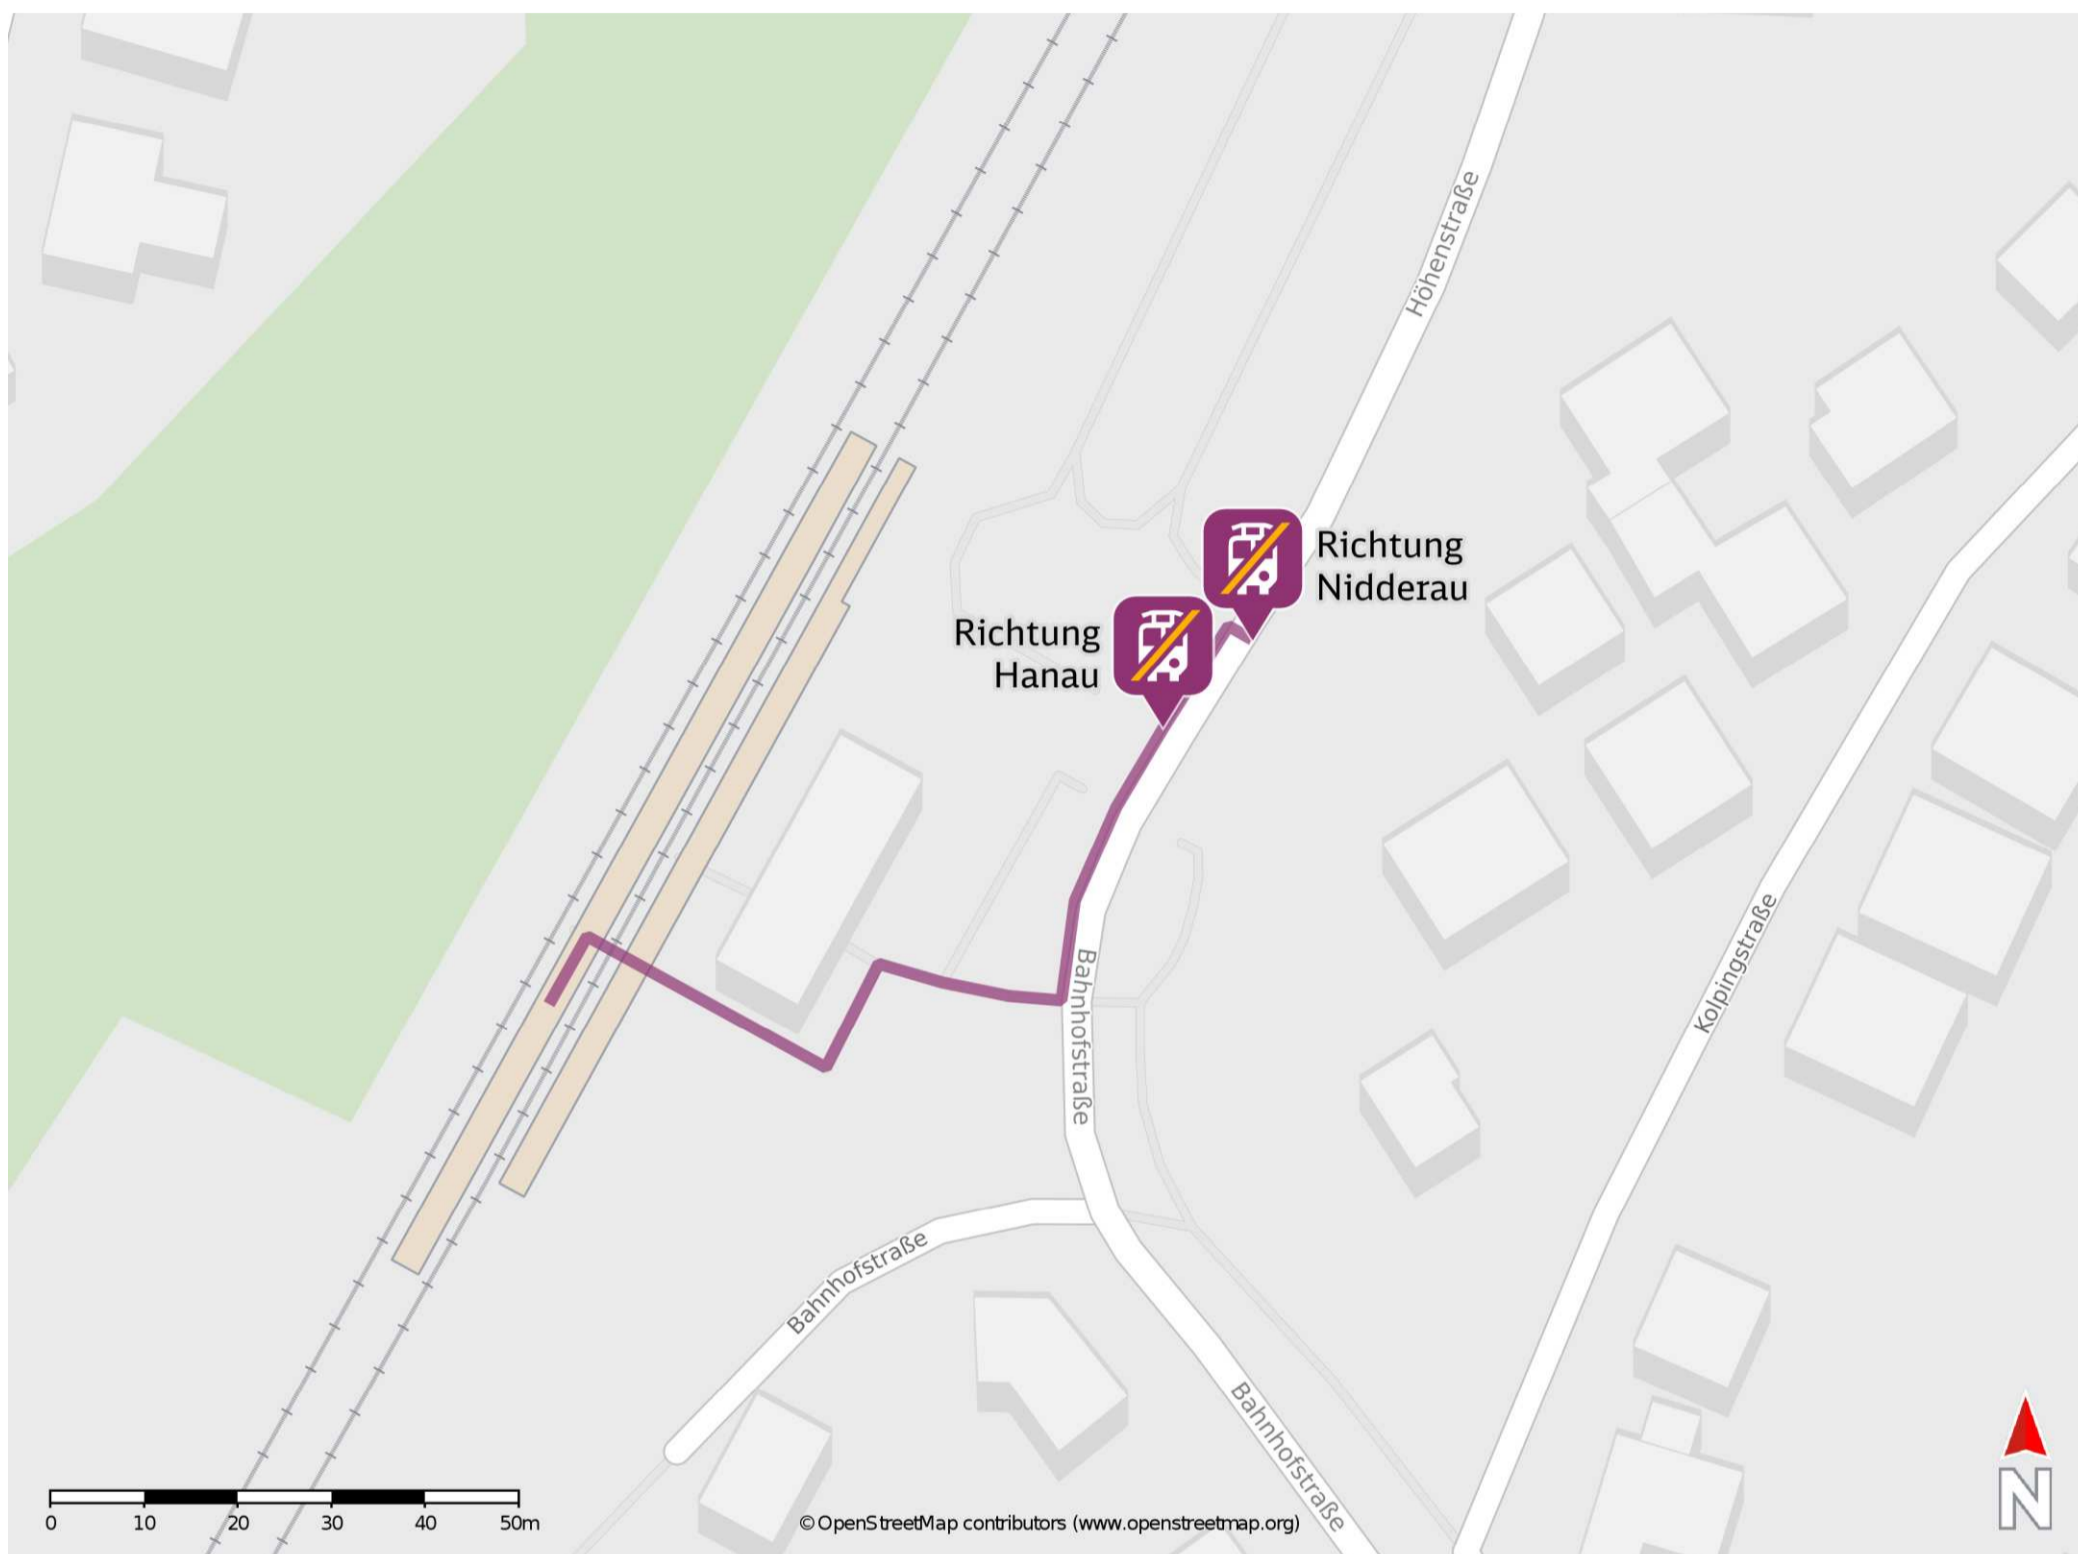 Höhenstraße
Richtung
Nidderau
Richtung
Hanau
Kolpingstraße
Bahnhofstraße
Bahnhofstraße
Bahnhofstraße
0 10 20 30 40 50m
© OpenStreetMap contributors (www.openstreetmap.org)
N